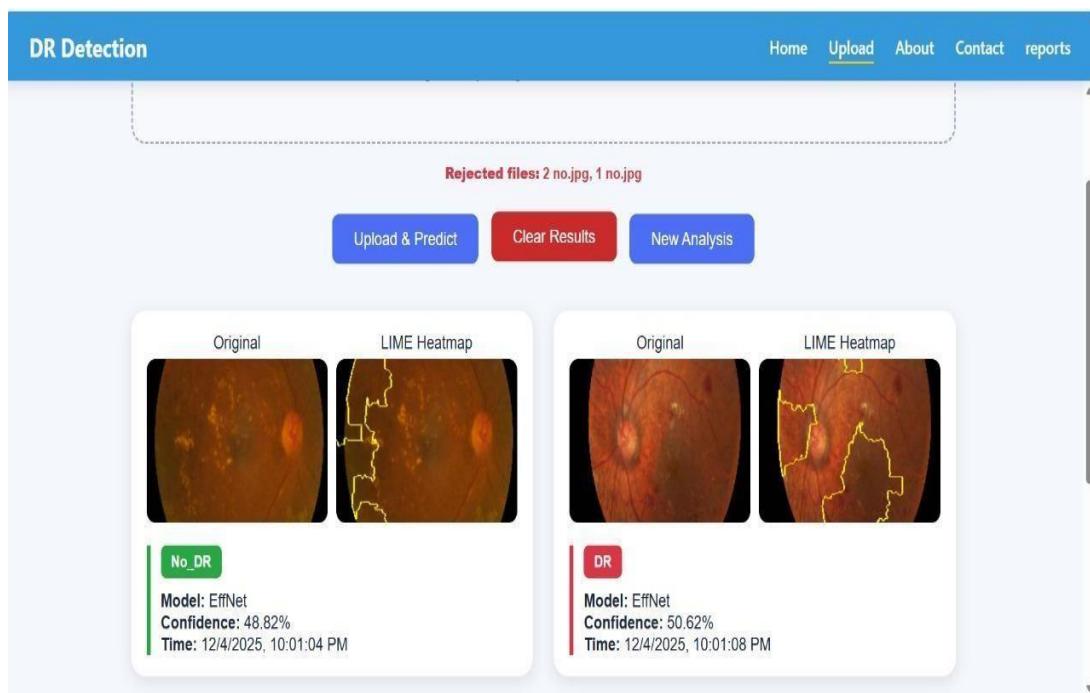 DR Detection
Home Upload About Contact reports
Rejected files: 2 no.jpg, 1 no.jpg
Upload & Predict Clear Results New Analysis
Original LIME Heatmap
No_DR
Model: EffNet
Confidence: 48.82%
Time: 12/4/2025, 10:01:04 PM
Original LIME Heatmap
DR
Model: EffNet
Confidence: 50.62%
Time: 12/4/2025, 10:01:08 PM